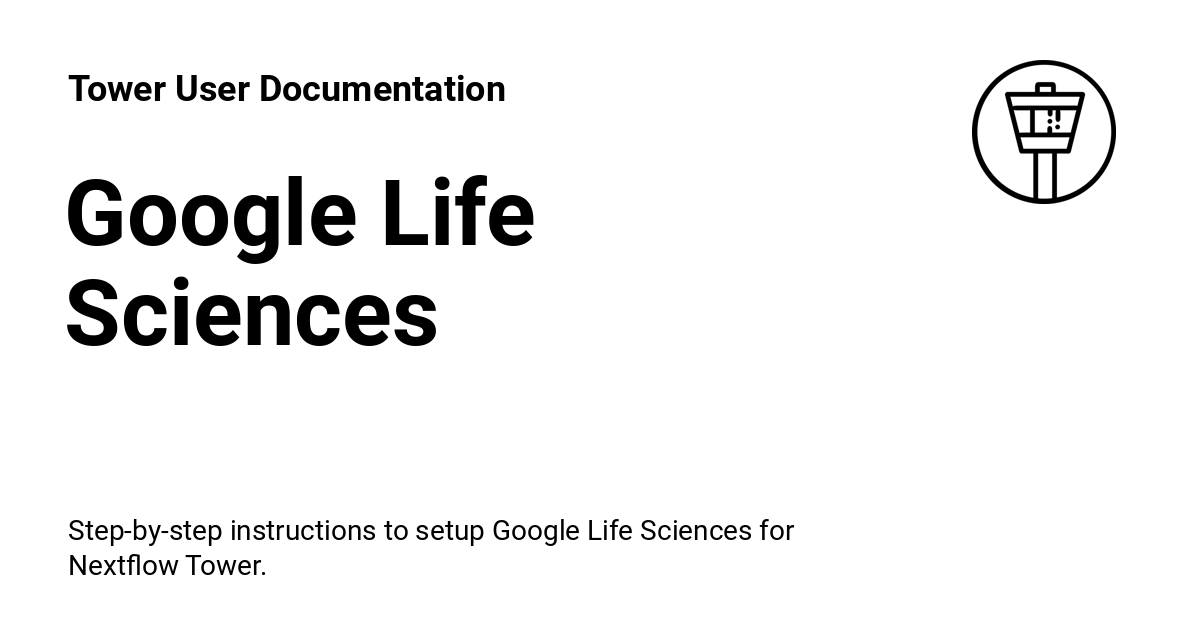 Tower User Documentation
Google Life
Sciences
Step-by-step instructions to setup Google Life Sciences for
Nextflow Tower.